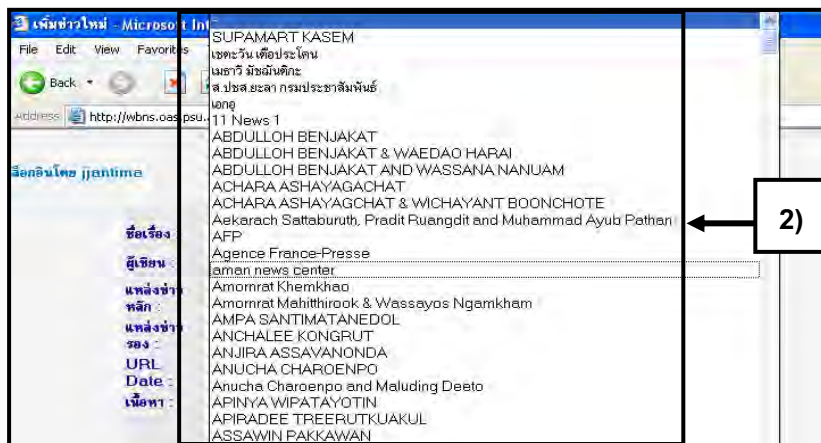 เพิ่มข่าวใหม่ - Microsoft Int
File Edit View Favorites
Back
Address http://wbns.oas.psu.
ล็อกอินโดย jjantima
ชื่อเรื่อง
ผู้เขียน :
แหล่งข่าว
หลัก :
แหล่งข่าว
รอง :
URL
Date :
เนื้อหา :
SUPAMART KASEM
เชตะวัน เตือประโคน
เมธาวี มัชฌันติกะ
ส.ปชส.ยะลา กรมประชาสัมพันธ์
เอกอุ
11 News 1
ABDULLOH BENJAKAT
ABDULLOH BENJAKAT & WAEDAO HARAI
ABDULLOH BENJAKAT AND WASSANA NANUAM
ACHARA ASHAYAGACHAT
ACHARA ASHAYAGCHAT & WICHAYANT BOONCHOTE
Aekarach Sattaburuth, Pradit Ruangdit and Muhammad Ayub Pathan
AFP
Agence France-Presse
aman news center
Amornrat Khemkhao
Amornrat Mahitthirook & Wassayos Ngamkham
AMPA SANTIMATANEDOL
ANCHALEE KONGRUT
ANJIRA ASSAVANONDA
ANUCHA CHAROENPO
Anucha Charoenpo and Maluding Deeto
APINYA WIPATAYOTIN
APIRADEE TREERUTKUAKUL
ASSAWIN PAKKAWAN
2)